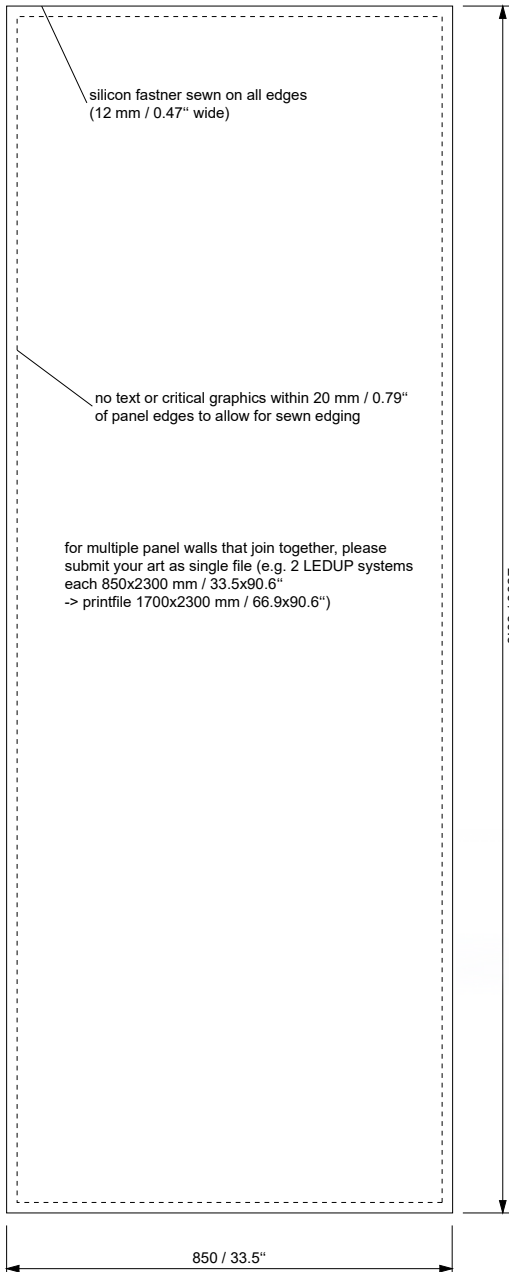 silicon fastner sewn on all edges
(12 mm / 0.47“ wide)
no text or critical graphics within 20 mm / 0.79“
of panel edges to allow for sewn edging
for multiple panel walls that join together, please
submit your art as single file (e.g. 2 LEDUP systems
each 850x2300 mm / 33.5x90.6“
-> printfile 1700x2300 mm / 66.9x90.6“)
850 / 33.5“